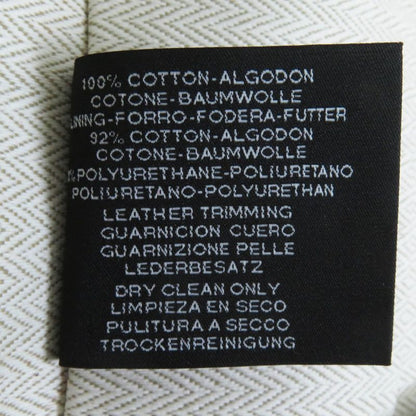 100% COTTON-ALGODON
COTONE-BAUMWOLLE
LINING-FORRO-FODERA-FUTTER
92% COTTON-ALGODON
COTONE-BAUMWOLLE
% POLYURETHANE-POLIURETANO
POLIURETANO-POLYURETHAN
LEATHER TRIMMING
GUARNICION CUERO
GUARNIZIONE PELLE
LEDERBESATZ
DRY CLEAN ONLY
LIMPIEZA EN SECO
PULITURA A SECCO
TROCKENREINIGUNG